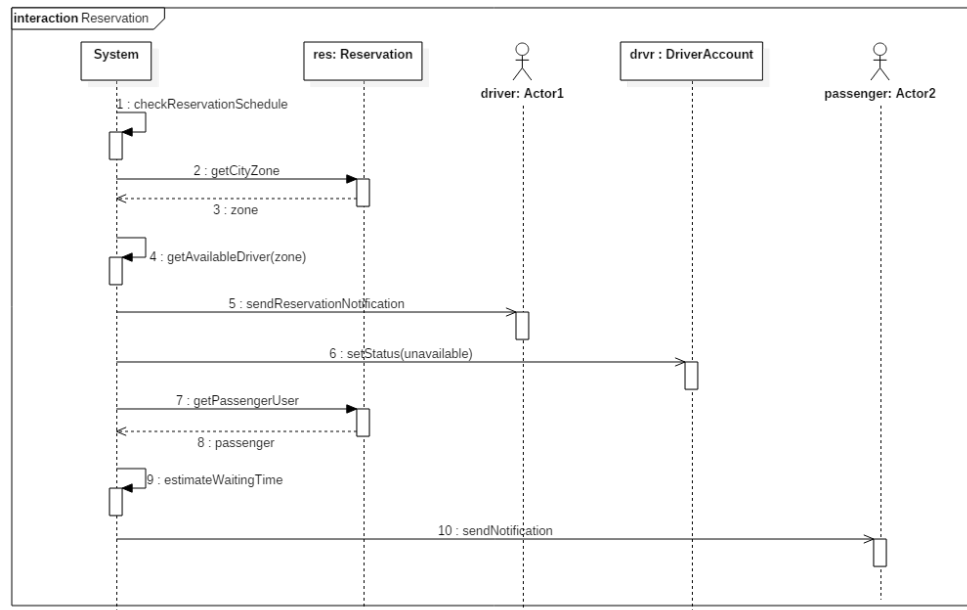 interaction Reservation
System
res: Reservation
drvr : DriverAccount
driver: Actor1
passenger: Actor2
1 : checkReservationSchedule
2 : getCityZone
3 : zone
4 : getAvailableDriver(zone)
5 : sendReservationNotification
6 : setStatus(unavailable)
7 : getPassengerUser
8 : passenger
9 : estimateWaitingTime
10 : sendNotification